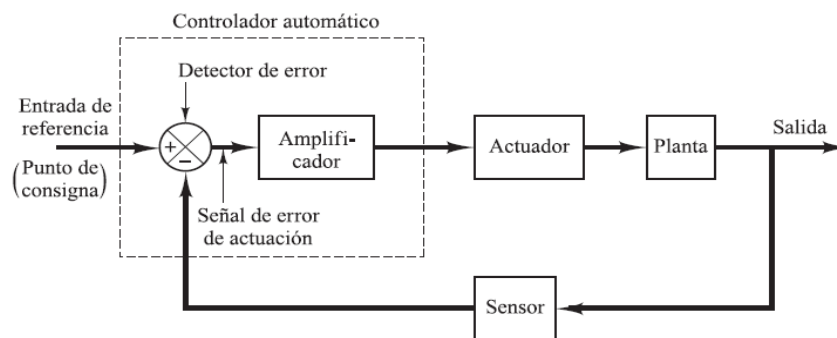 Controlador automático
Detector de error
Entrada de
referencia
(Punto de
consigna)
+
−
Amplifi-
cador
Señal de error
de actuación
Actuador
Planta
Salida
Sensor